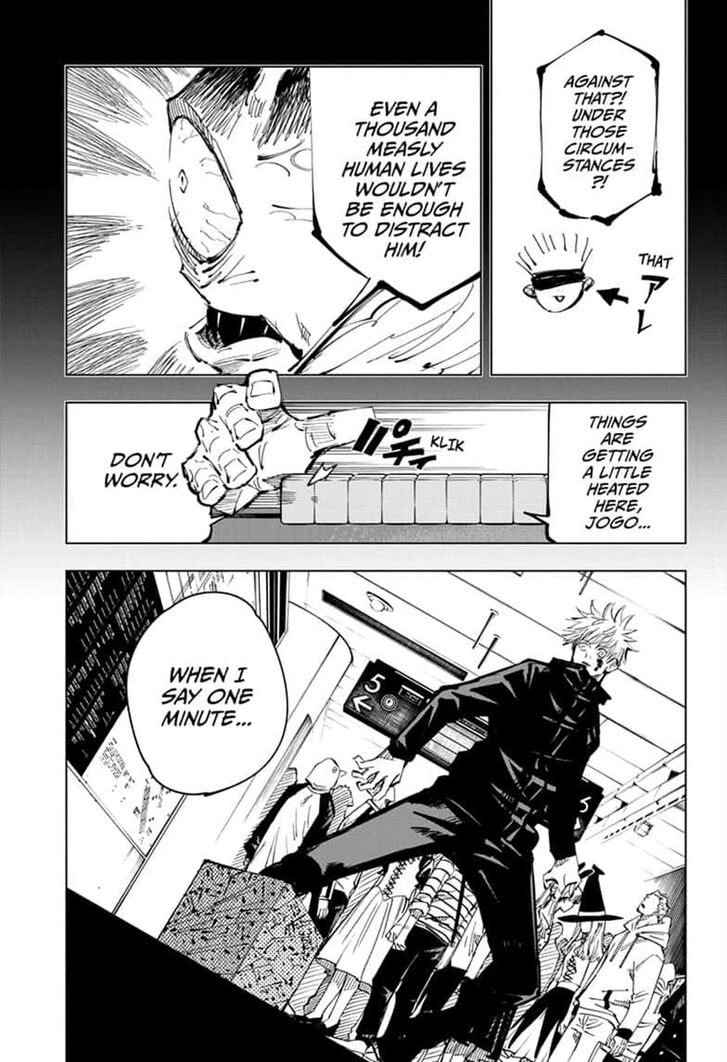 AGAINST
THAT?!
UNDER
THOSE
CIRCUM-
STANCES
?!
THAT
アレ
EVEN A
THOUSAND
MEASLY
HUMAN LIVES
WOULDN'T
BE ENOUGH
TO DISTRACT
HIM!
THINGS
ARE
GETTING
A LITTLE
HEATED
HERE,
JOGO...
KLIK
パチッ
DON'T
WORRY.
WHEN I
SAY ONE
MINUTE...
5
5